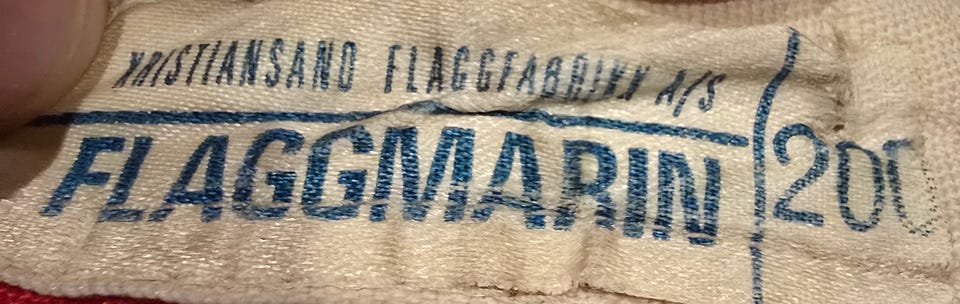 KRISTIANSAND FLAGGFABRIKK A/S
FLAGGMARIN 200